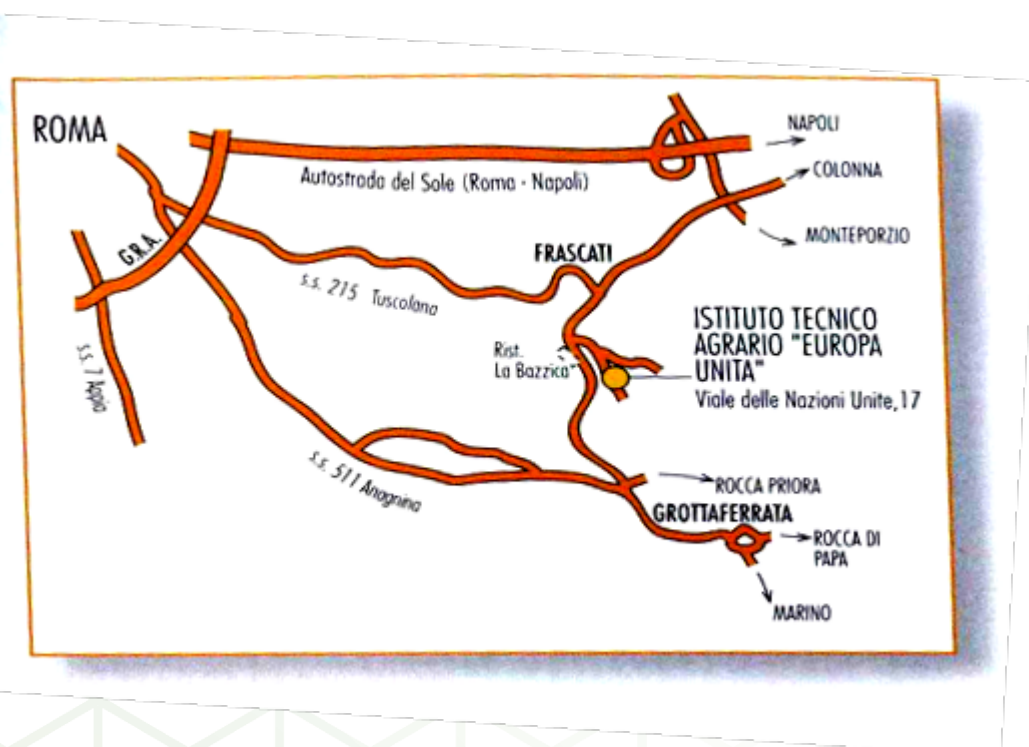 ROMA
NAPOLI
COLONNA
Autostrada del Sole (Roma - Napoli)
G.R.A.
MONTEPORZIO
FRASCATI
s.s. 215 Tuscolana
ISTITUTO TECNICO
AGRARIO "EUROPA
UNITA"
Viale delle Nazioni Unite, 17
Rist.
La Bazzica
s.s. 7 Appia
s.s. 511 Anagnina
ROCCA PRIORA
GROTTAFERRATA
ROCCA DI
PAPA
MARINO